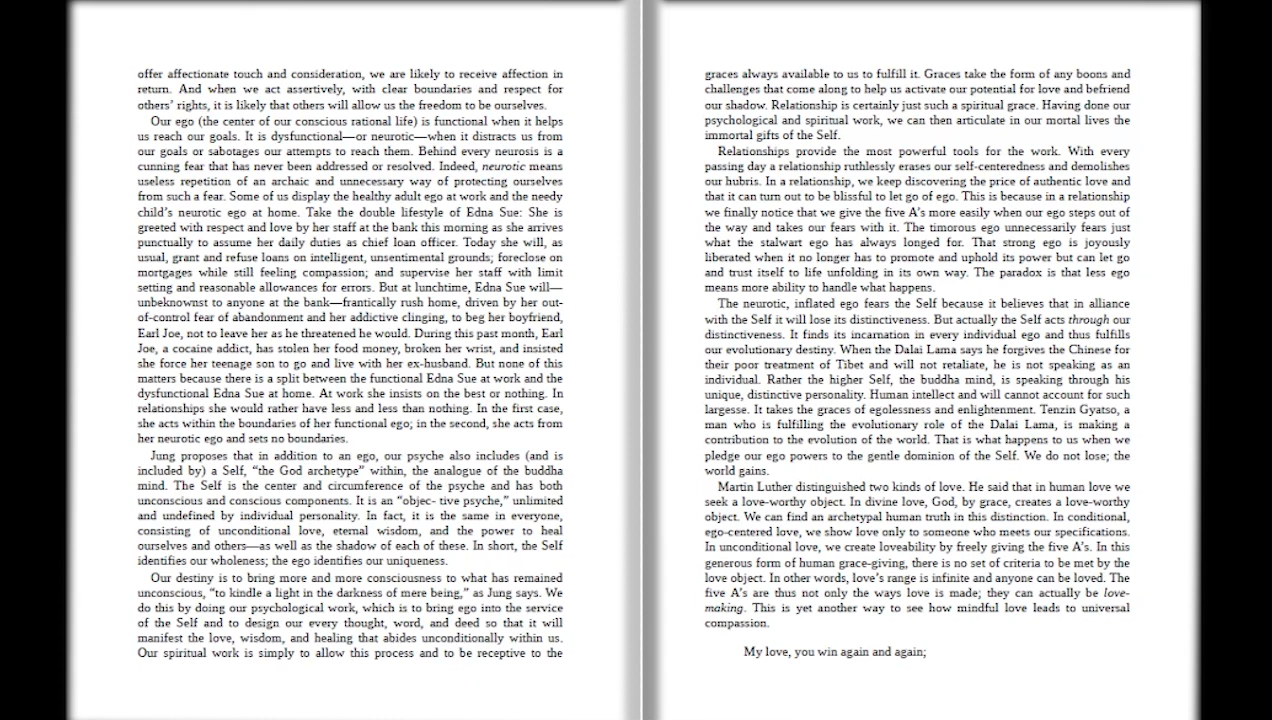 offer affectionate touch and consideration, we are likely to receive affection in
return. And when we act assertively, with clear boundaries and respect for
others’ rights, it is likely that others will allow us the freedom to be ourselves.
Our ego (the center of our conscious rational life) is functional when it helps
us reach our goals. It is dysfunctional—or neurotic—when it distracts us from
our goals or sabotages our attempts to reach them. Behind every neurosis is a
cunning fear that has never been addressed or resolved. Indeed, neurotic means
useless repetition of an archaic and unnecessary way of protecting ourselves
from such a fear. Some of us display the healthy adult ego at work and the needy
child’s neurotic ego at home. Take the double lifestyle of Edna Sue: She is
greeted with respect and love by her staff at the bank this morning as she arrives
punctually to assume her daily duties as chief loan officer. Today she will, as
usual, grant and refuse loans on intelligent, unsentimental grounds; foreclose on
mortgages while still feeling compassion; and supervise her staff with limit
setting and reasonable allowances for errors. But at lunchtime, Edna Sue will—
unbeknownst to anyone at the bank—frantically rush home, driven by her out-
of-control fear of abandonment and her addictive clinging, to beg her boyfriend,
Earl Joe, not to leave her as he threatened he would. During this past month, Earl
Joe, a cocaine addict, has stolen her food money, broken her wrist, and insisted
she force her teenage son to go and live with her ex-husband. But none of this
matters because there is a split between the functional Edna Sue at work and the
dysfunctional Edna Sue at home. At work she insists on the best or nothing. In
relationships she would rather have less and less than nothing. In the first case,
she acts within the boundaries of her functional ego; in the second, she acts from
her neurotic ego and sets no boundaries.
Jung proposes that in addition to an ego, our psyche also includes (and is
included by) a Self, “the God archetype” within, the analogue of the buddha
mind. The Self is the center and circumference of the psyche and has both
unconscious and conscious components. It is an “objec- tive psyche,” unlimited
and undefined by individual personality. In fact, it is the same in everyone,
consisting of unconditional love, eternal wisdom, and the power to heal
ourselves and others—as well as the shadow of each of these. In short, the Self
identifies our wholeness; the ego identifies our uniqueness.
Our destiny is to bring more and more consciousness to what has remained
unconscious, “to kindle a light in the darkness of mere being,” as Jung says. We
do this by doing our psychological work, which is to bring ego into the service
of the Self and to design our every thought, word, and deed so that it will
manifest the love, wisdom, and healing that abides unconditionally within us.
Our spiritual work is simply to allow this process and to be receptive to the
graces always available to us to fulfill it. Graces take the form of any boons and
challenges that come along to help us activate our potential for love and befriend
our shadow. Relationship is certainly just such a spiritual grace. Having done our
psychological and spiritual work, we can then articulate in our mortal lives the
immortal gifts of the Self.
Relationships provide the most powerful tools for the work. With every
passing day a relationship ruthlessly erases our self-centeredness and demolishes
our hubris. In a relationship, we keep discovering the price of authentic love and
that it can turn out to be blissful to let go of ego. This is because in a relationship
we finally notice that we give the five A’s more easily when our ego steps out of
the way and takes our fears with it. The timorous ego unnecessarily fears just
what the stalwart ego has always longed for. That strong ego is joyously
liberated when it no longer has to promote and uphold its power but can let go
and trust itself to life unfolding in its own way. The paradox is that less ego
means more ability to handle what happens.
The neurotic, inflated ego fears the Self because it believes that in alliance
with the Self it will lose its distinctiveness. But actually the Self acts through our
distinctiveness. It finds its incarnation in every individual ego and thus fulfills
our evolutionary destiny. When the Dalai Lama says he forgives the Chinese for
their poor treatment of Tibet and will not retaliate, he is not speaking as an
individual. Rather the higher Self, the buddha mind, is speaking through his
unique, distinctive personality. Human intellect and will cannot account for such
largesse. It takes the graces of egolessness and enlightenment. Tenzin Gyatso, a
man who is fulfilling the evolutionary role of the Dalai Lama, is making a
contribution to the evolution of the world. That is what happens to us when we
pledge our ego powers to the gentle dominion of the Self. We do not lose; the
world gains.
Martin Luther distinguished two kinds of love. He said that in human love we
seek a love-worthy object. In divine love, God, by grace, creates a love-worthy
object. We can find an archetypal human truth in this distinction. In conditional,
ego-centered love, we show love only to someone who meets our specifications.
In unconditional love, we create loveability by freely giving the five A’s. In this
generous form of human grace-giving, there is no set of criteria to be met by the
love object. In other words, love’s range is infinite and anyone can be loved. The
five A’s are thus not only the ways love is made; they can actually be love-
making. This is yet another way to see how mindful love leads to universal
compassion.
My love, you win again and again;